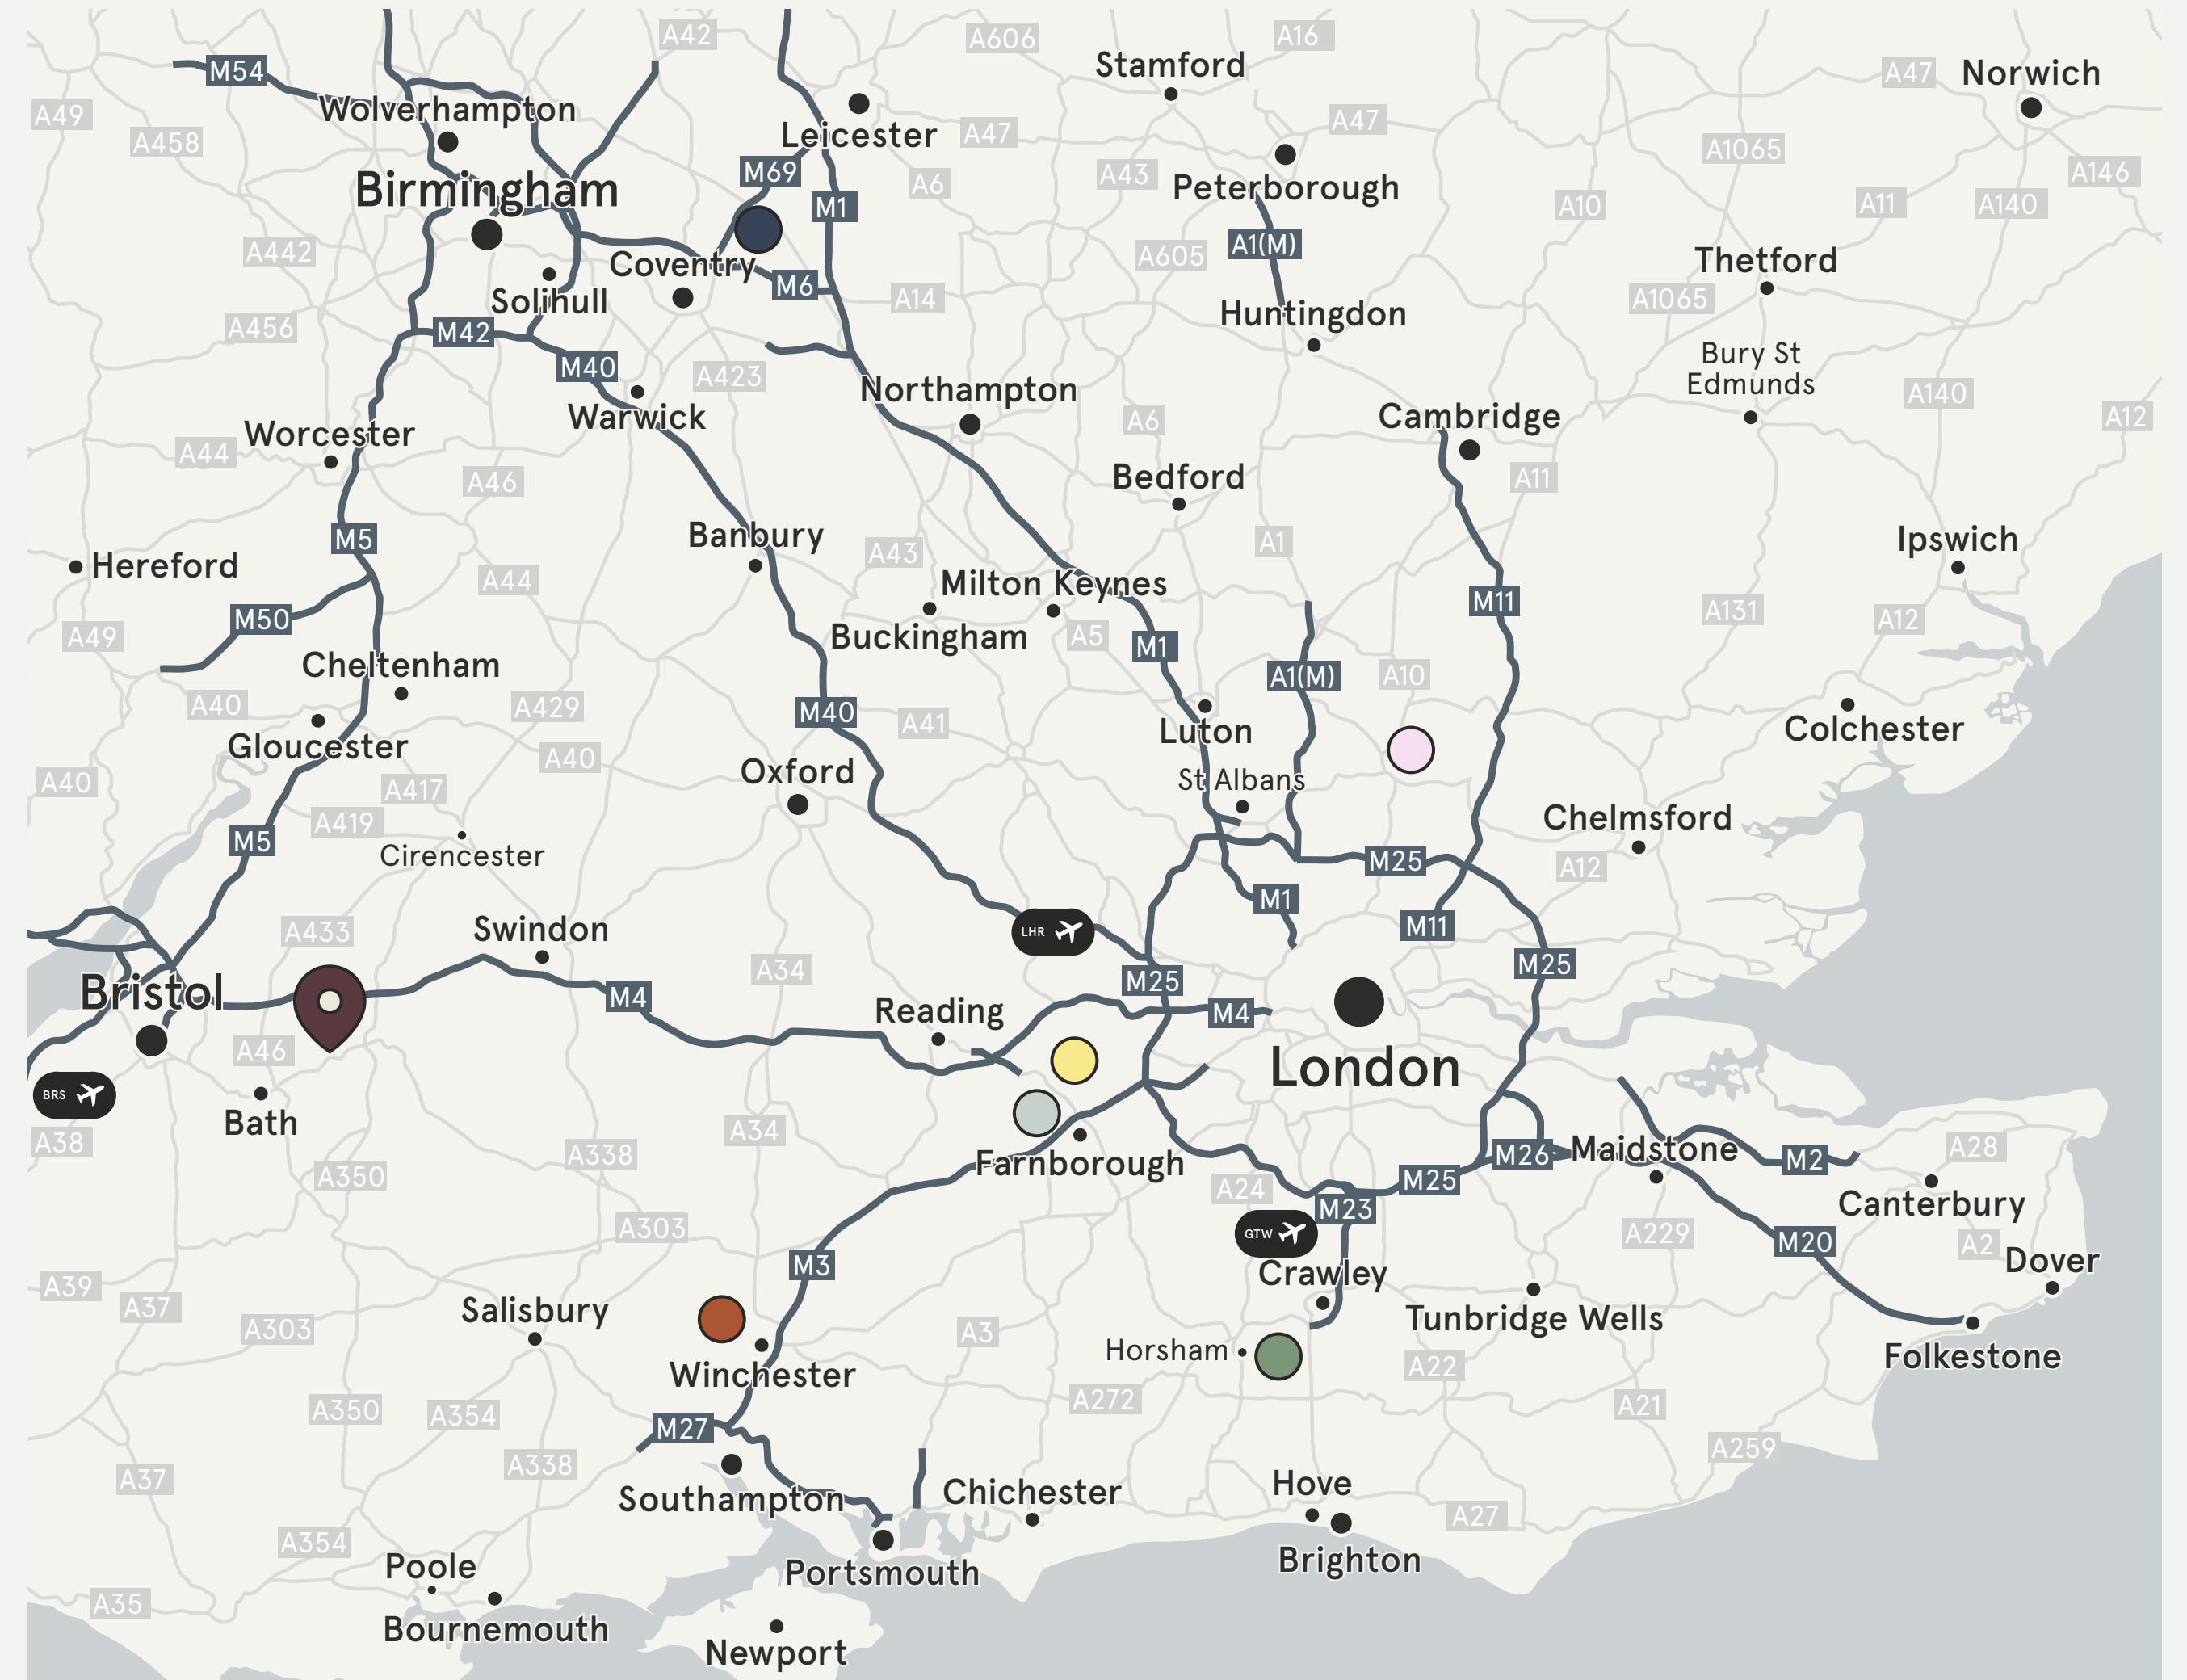 A42
A606
A16
Stamford
M54
A47
Norwich
A49
Wolverhampton
A458
Leicester
A47
A47
A1065
M69
A43
A146
Birmingham
A6
Peterborough
M1
A10
A11
A140
A442
A1(M)
A605
Coventry
Thetford
M6
Solihull
A14
A1065
Huntingdon
A456
M42
Bury St
Edmunds
M40
A423
Northampton
A140
Warwick
A6
Cambridge
A12
Worcester
A44
A46
Bedford
A11
M5
Banbury
A43
A1
Ipswich
Hereford
A44
Milton Keynes
M11
M50
A131
A12
A49
Buckingham
A5
M1
Cheltenham
A1(M)
A10
A40
A429
M40
A41
Luton
Colchester
Gloucester
A40
Oxford
St Albans
A40
A417
A419
Chelmsford
M5
Cirencester
M25
A12
M1
A433
Swindon
LHR
M11
A34
M25
M25
Bristol
M4
Reading
M4
A46
London
BRS
Bath
A38
A34
A338
Farnborough
M26
Maidstone
M2
A28
A350
M25
A24
Canterbury
M23
A303
GTW
A229
M20
A2
M3
Crawley
Dover
A39
A37
Salisbury
A303
A3
Tunbridge Wells
Horsham
Folkestone
Winchester
A22
A350
A354
A272
A21
M27
A259
A338
A37
Hove
Southampton
Chichester
A27
A354
Poole
Portsmouth
Brighton
A35
Bournemouth
Newport